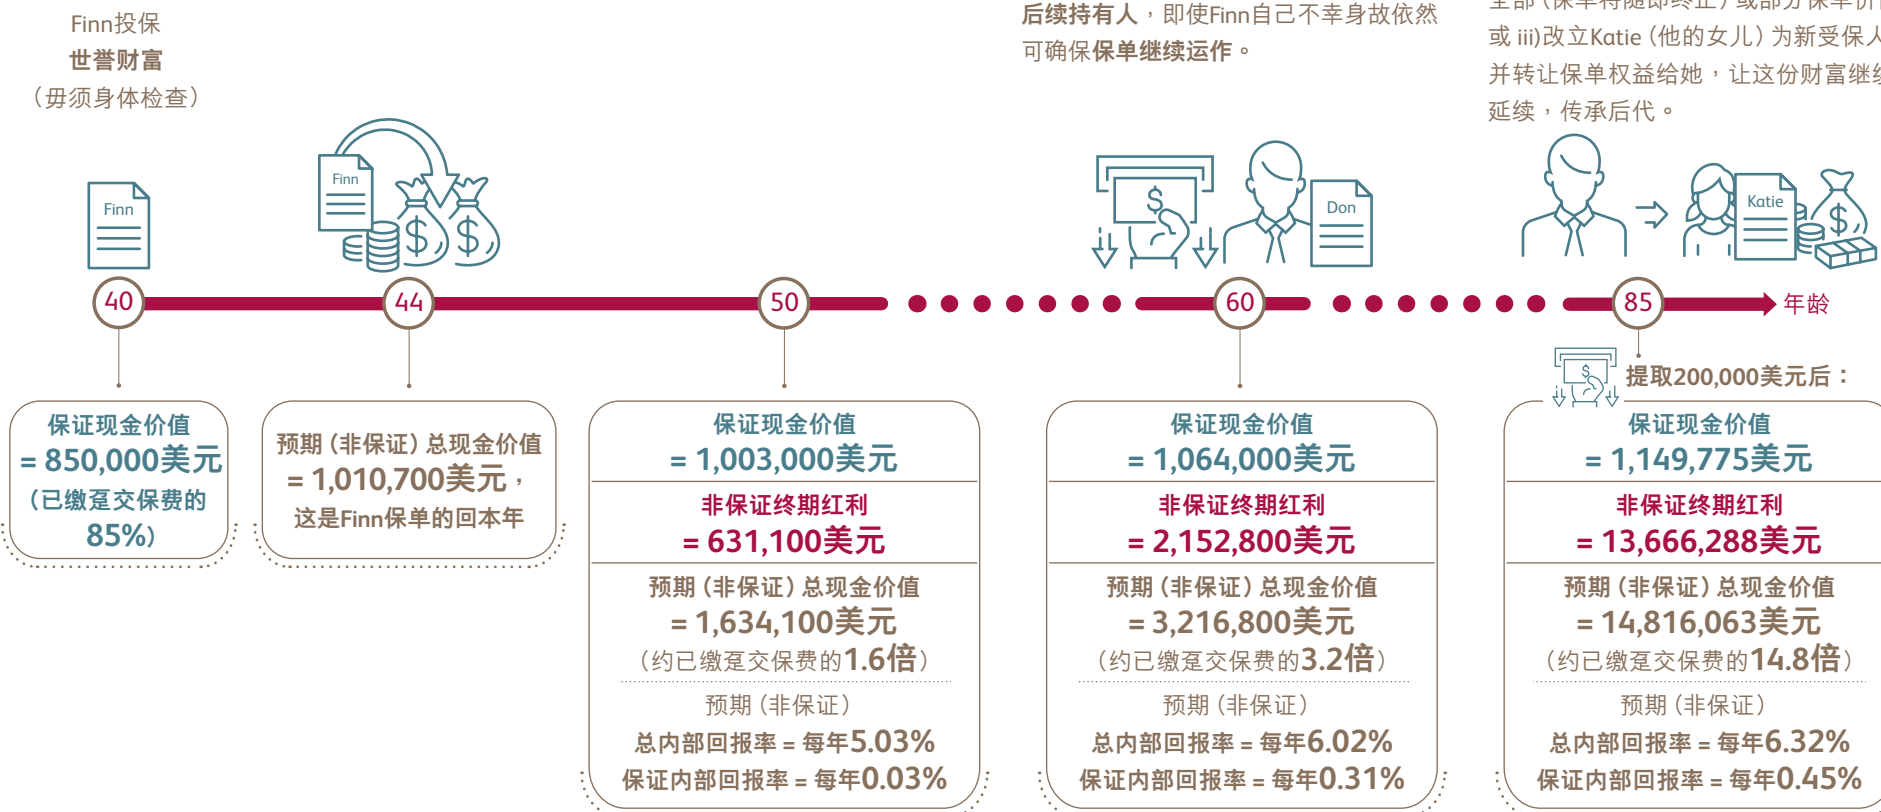 Finn投保
世誉财富
（毋须身体检查）
后续持有人，即使Finn自己不幸身故依然
可确保保单继续运作。
或 iii)改立Katie（他的女儿）为新受保人
并转让保单权益给她，让这份财富继续
延续，传承后代。
Finn
Finn
Don
Katie
40
44
50
60
85
年龄
保证现金价值
= 850,000美元
（已缴趸交保费的
85%）
预期（非保证）总现金价值
= 1,010,700美元，
这是Finn保单的回本年
保证现金价值
= 1,003,000美元
非保证终期红利
= 631,100美元
预期（非保证）总现金价值
= 1,634,100美元
（约已缴趸交保费的1.6倍）
预期（非保证）
总内部回报率 = 每年5.03%
保证内部回报率 = 每年0.03%
保证现金价值
= 1,064,000美元
非保证终期红利
= 2,152,800美元
预期（非保证）总现金价值
= 3,216,800美元
（约已缴趸交保费的3.2倍）
预期（非保证）
总内部回报率 = 每年6.02%
保证内部回报率 = 每年0.31%
提取200,000美元后：
保证现金价值
= 1,149,775美元
非保证终期红利
= 13,666,288美元
预期（非保证）总现金价值
= 14,816,063美元
（约已缴趸交保费的14.8倍）
预期（非保证）
总内部回报率 = 每年6.32%
保证内部回报率 = 每年0.45%